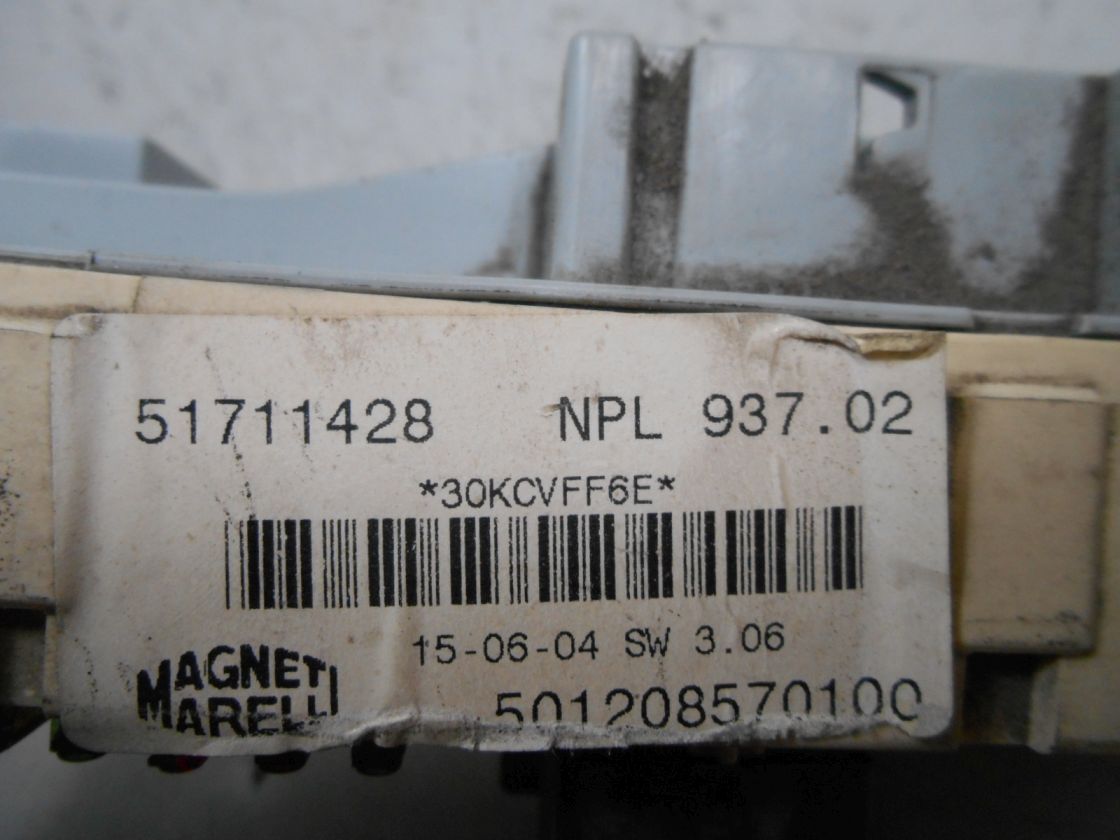 51711428 NPL 937.02
*30KCVFF6E*
15-06-04 SW 3.06
MAGNETI
MARELLI
501208570100